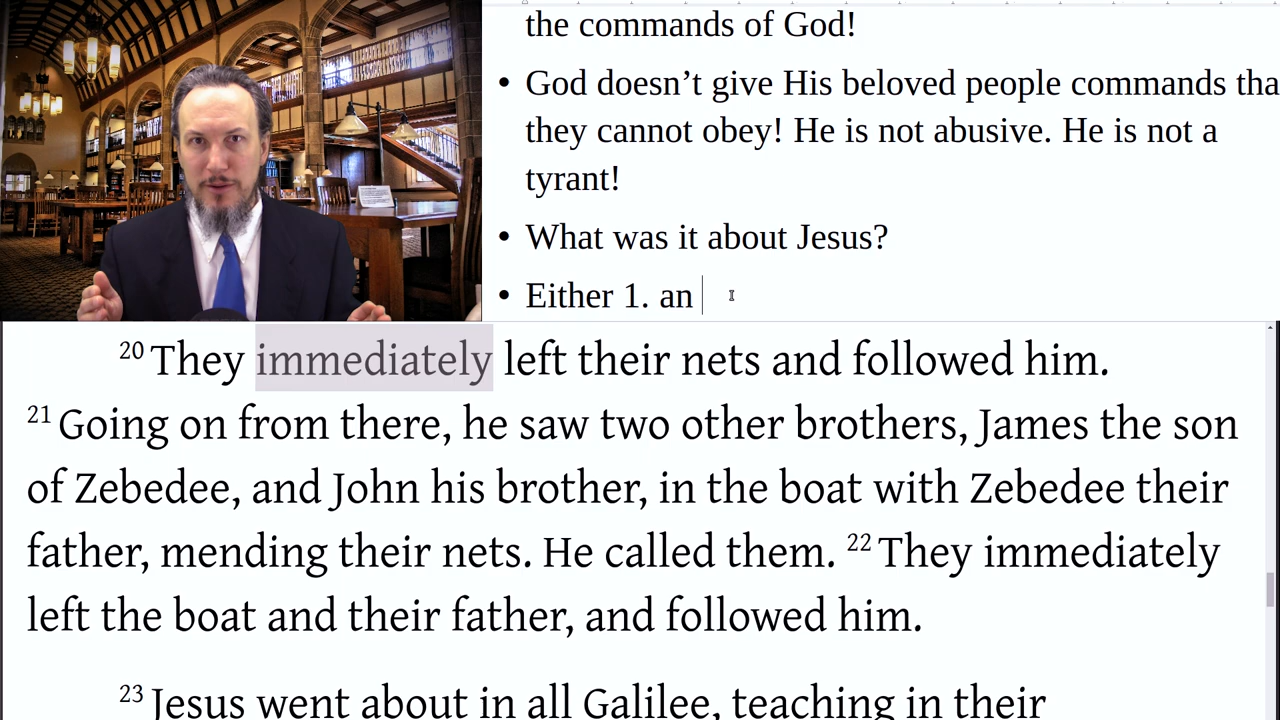 the commands of God!
• God doesn’t give His beloved people commands tha
they cannot obey! He is not abusive. He is not a
tyrant!
• What was it about Jesus?
• Either 1. an
20 They immediately left their nets and followed him.
21 Going on from there, he saw two other brothers, James the son
of Zebedee, and John his brother, in the boat with Zebedee their
father, mending their nets. He called them. 22 They immediately
left the boat and their father, and followed him.
23 Jesus went about in all Galilee, teaching in their